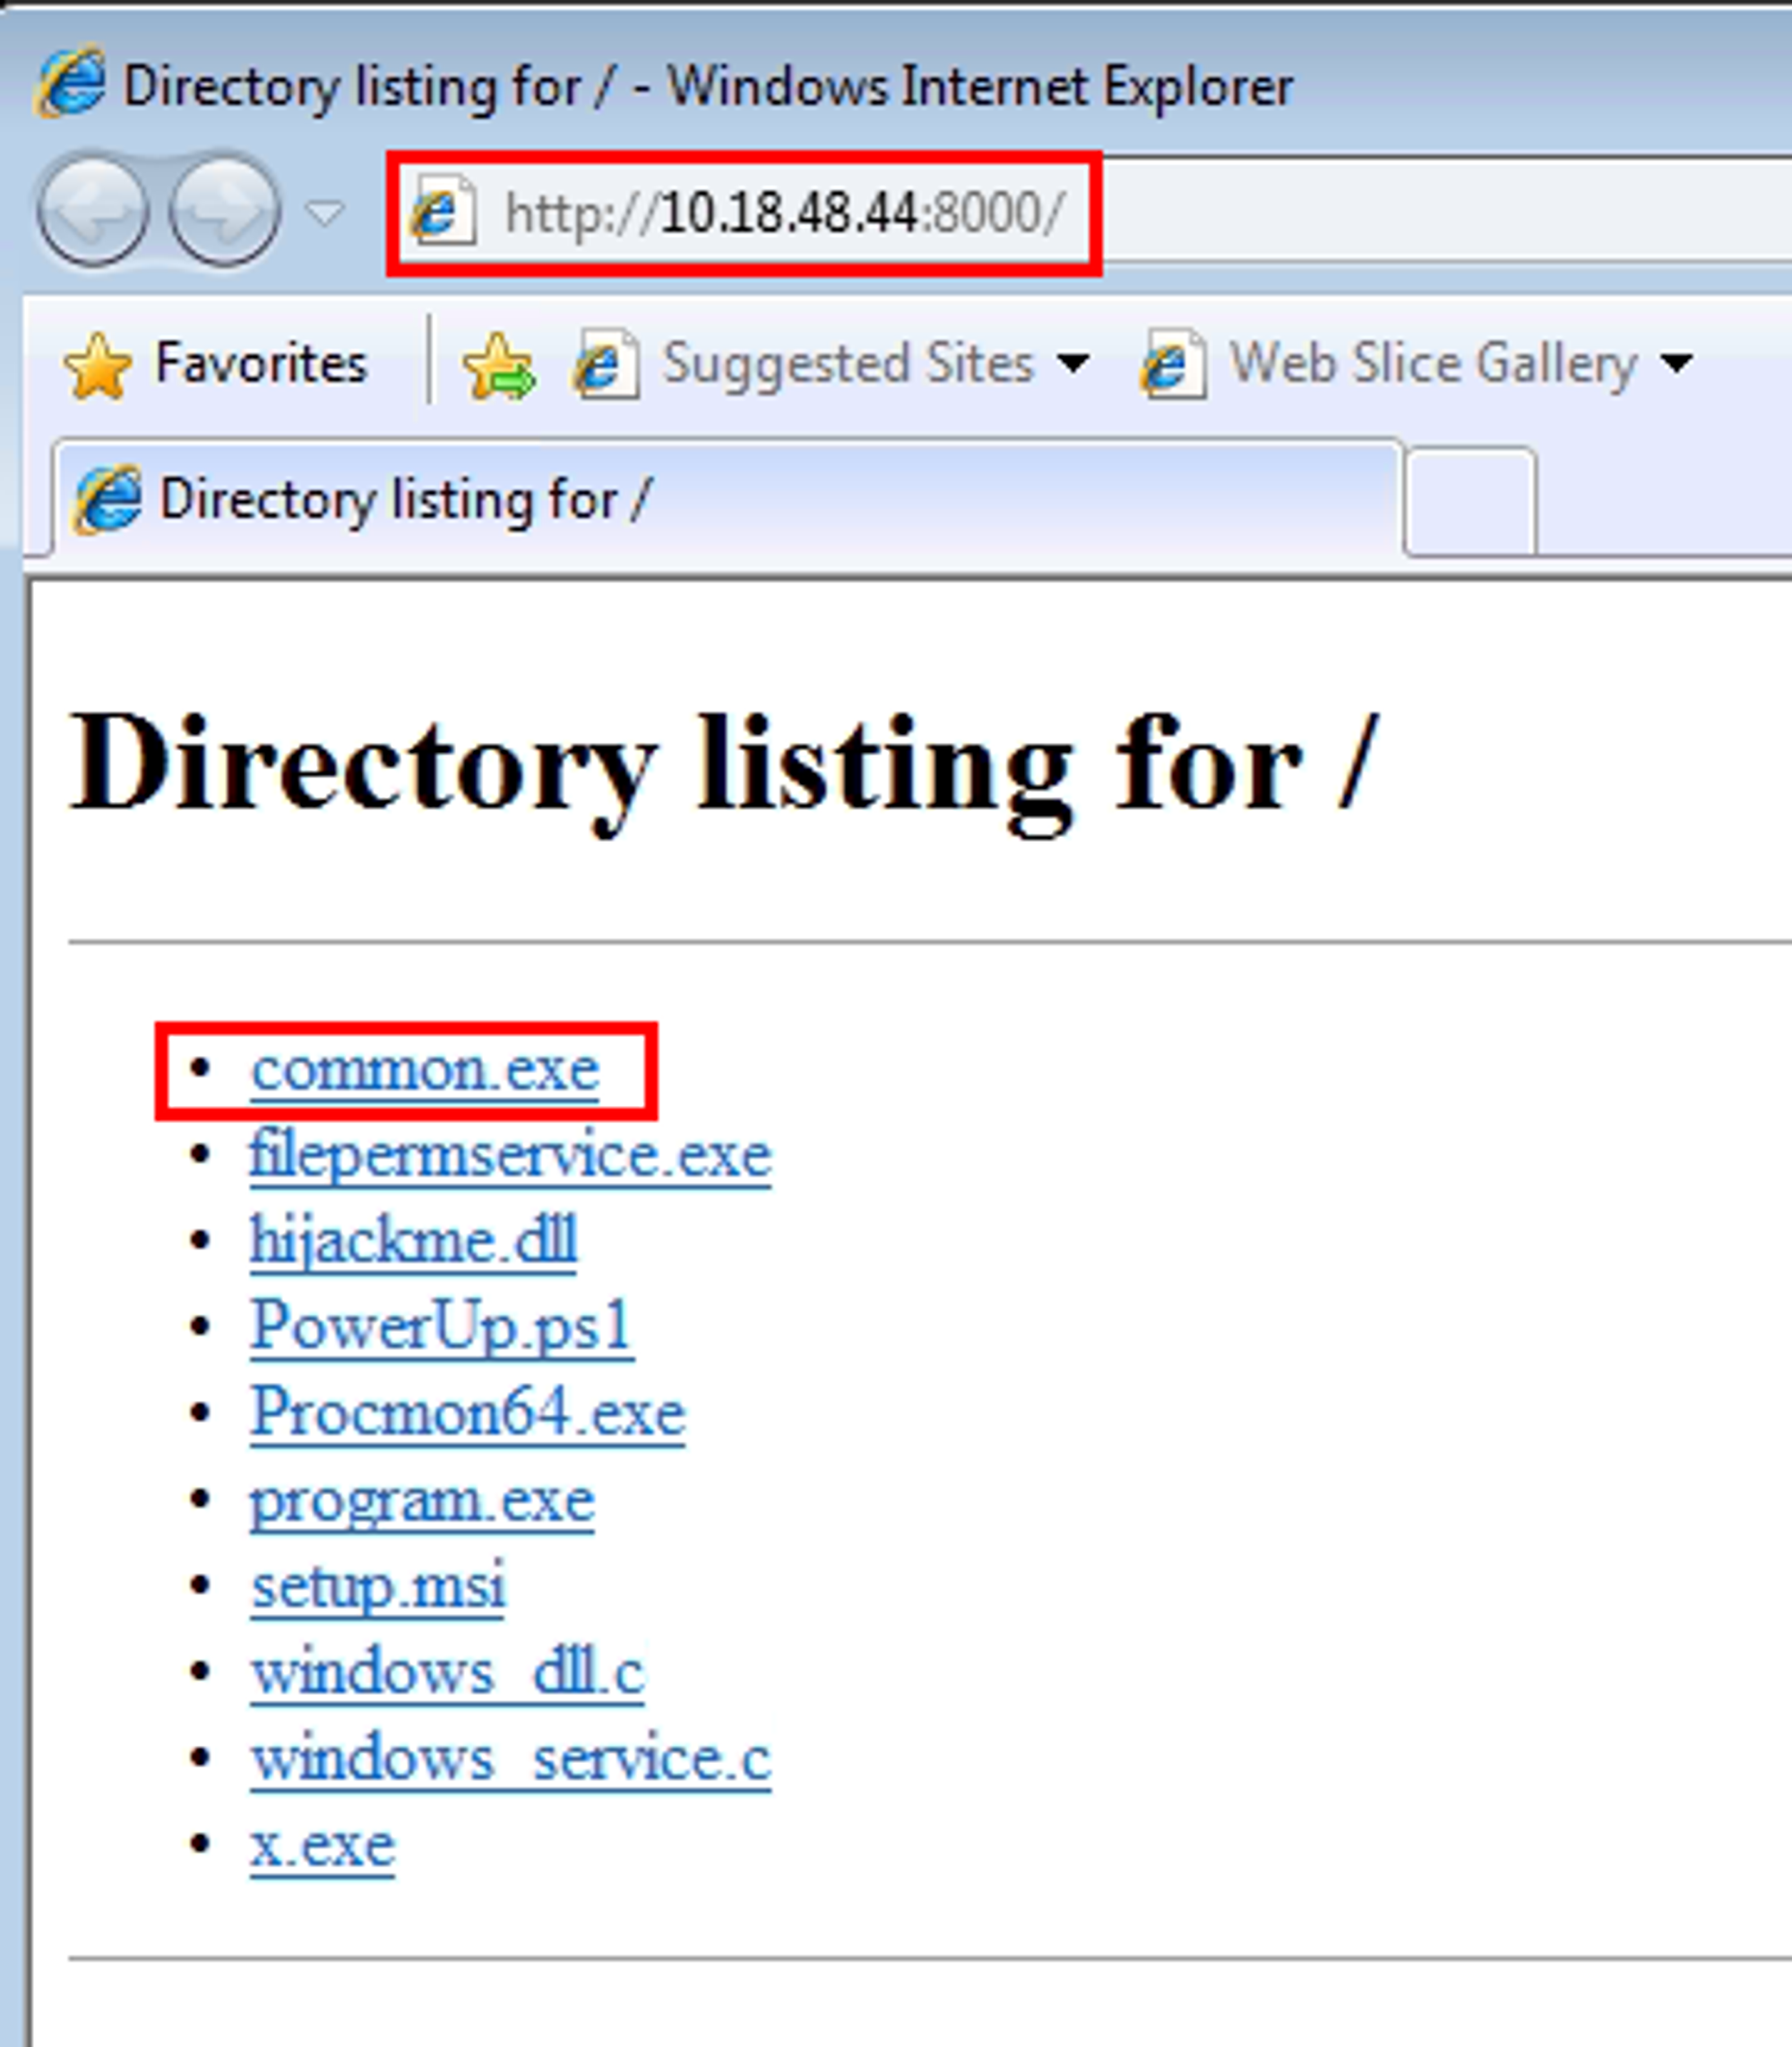 Directory listing for / - Windows Internet Explorer
http://10.18.48.44:8000/
Favorites Suggested Sites Web Slice Gallery
Directory listing for /
Directory listing for /
• common.exe
• filepermservice.exe
• hijackme.dll
• PowerUp.ps1
• Procmon64.exe
• program.exe
• setup.msi
• windows_dll.c
• windows_service.c
• x.exe